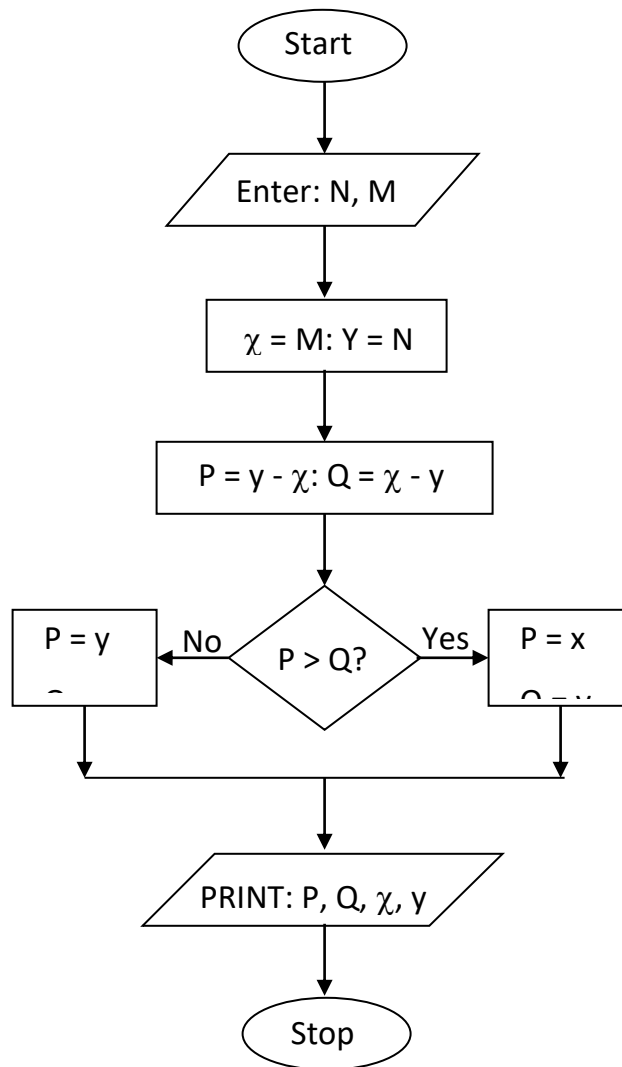 Start
Enter: N, M
χ = M: Y = N
P = y - χ: Q = χ - y
P = y
No
P > Q?
Yes
P = x
PRINT: P, Q, χ, y
Stop